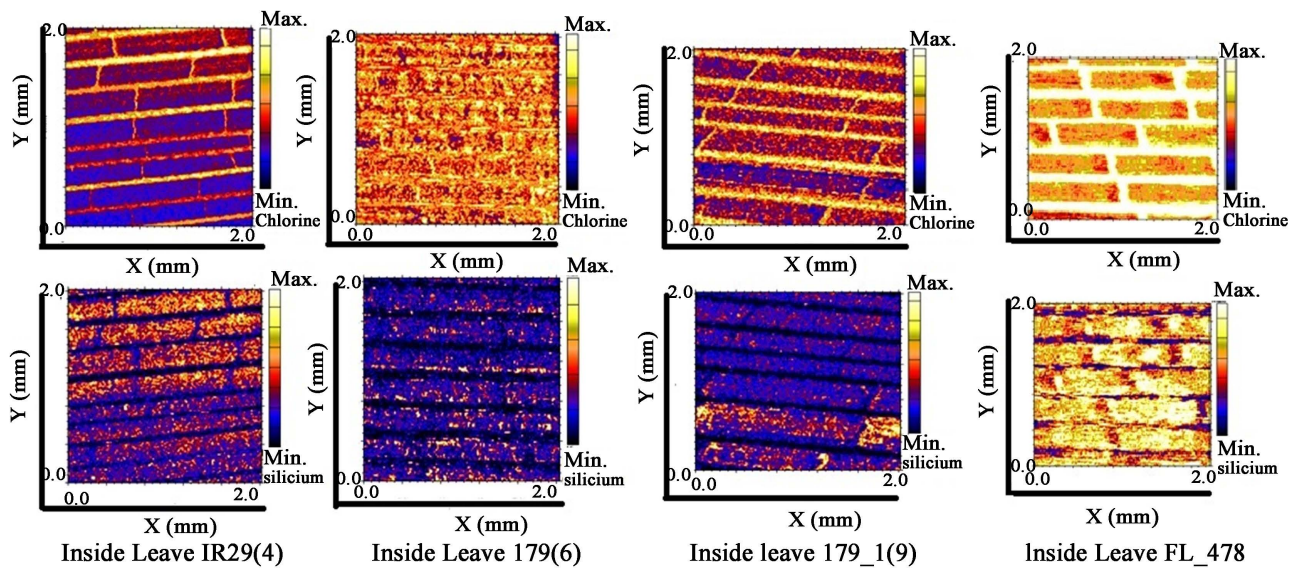 2.0 Max. 2.0 Max. 2.0 Max. 2.0 Max.
Y (mm) Y (mm) Y (mm) Y (mm)
0.0 Min. 0.0 Min. 0.0 Min. 0.0 Min.
Chlorine Chlorine Chlorine Chlorine
0.0 2.0 0.0 2.0 0.0 2.0 0.0 2.0
X (mm) X (mm) X (mm) X (mm)
2.0 Max. 2.0 Max. 2.0 Max. 2.0 Max.
Y (mm) Y (mm) Y (mm) Y (mm)
0.0 Min. 0.0 Min. 0.0 Min. 0.0 Min.
silicium silicium silicium silicium
0.0 2.0 0.0 2.0 0.0 2.0 0.0 2.0
X (mm) X (mm) X (mm) X (mm)
Inside Leave IR29(4) Inside Leave 179(6) Inside leave 179_1(9) Inside Leave FL_478